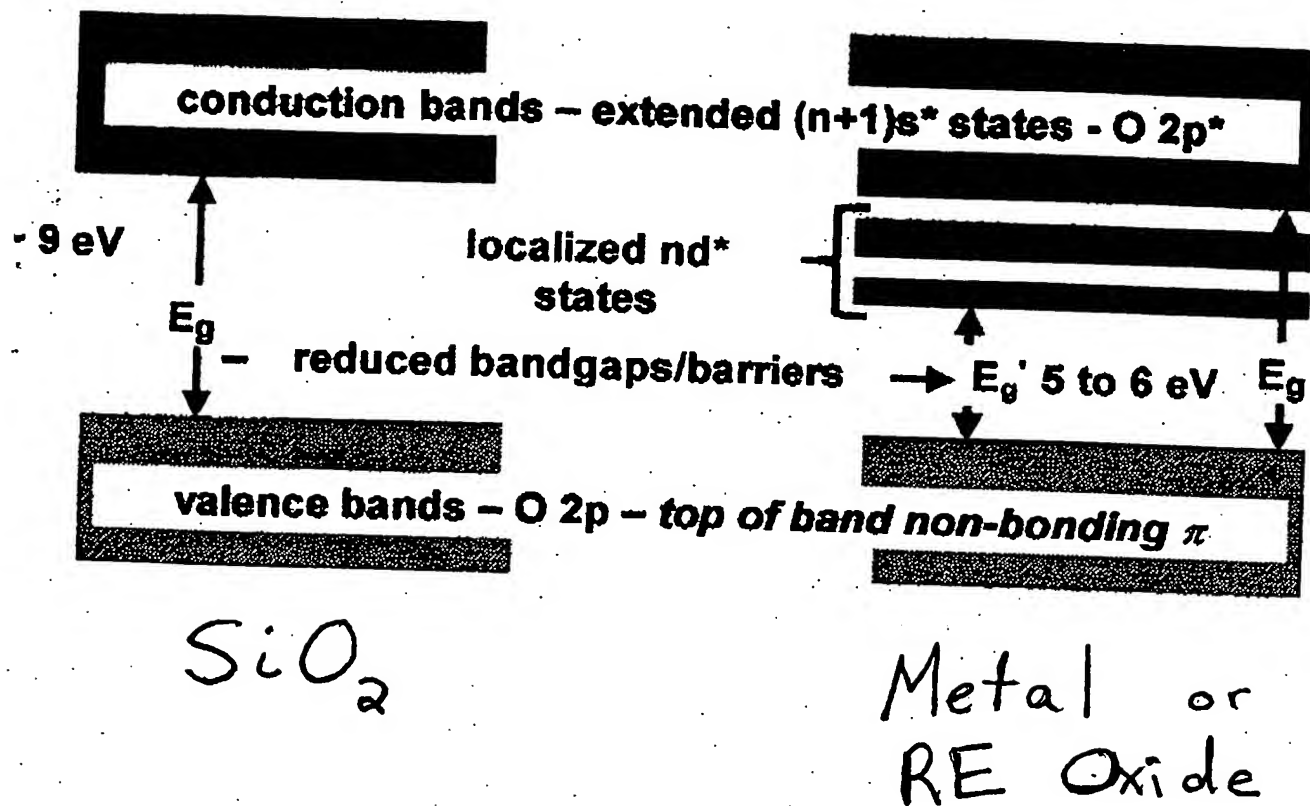 conduction bands – extended (n+1)s* states - O 2p*
- 9 eV
localized nd*
states
Eg
– reduced bandgaps/barriers → Eg' 5 to 6 eV Eg
valence bands – O 2p – top of band non-bonding π
SiO2
Metal or
RE Oxide